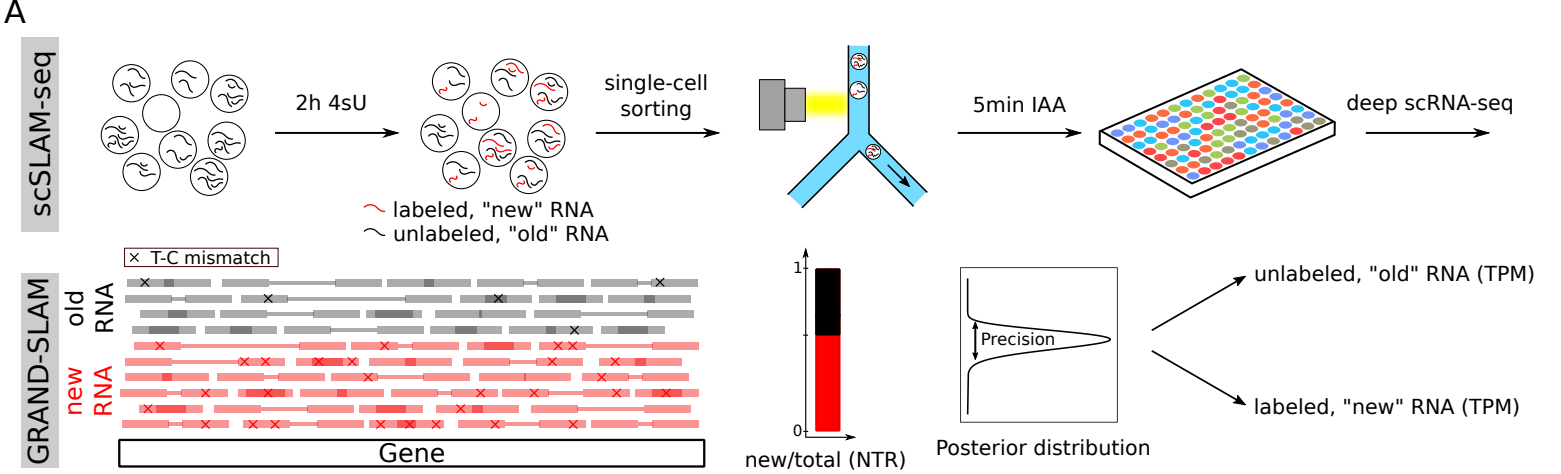 A
scSLAM-seq
2h 4sU
single-cell
sorting
5min IAA
deep scRNA-seq
labeled, "new" RNA
unlabeled, "old" RNA
GRAND-SLAM
× T-C mismatch
old
RNA
new
RNA
Gene
1
0
new/total (NTR)
Precision
Posterior distribution
unlabeled, "old" RNA (TPM)
labeled, "new" RNA (TPM)